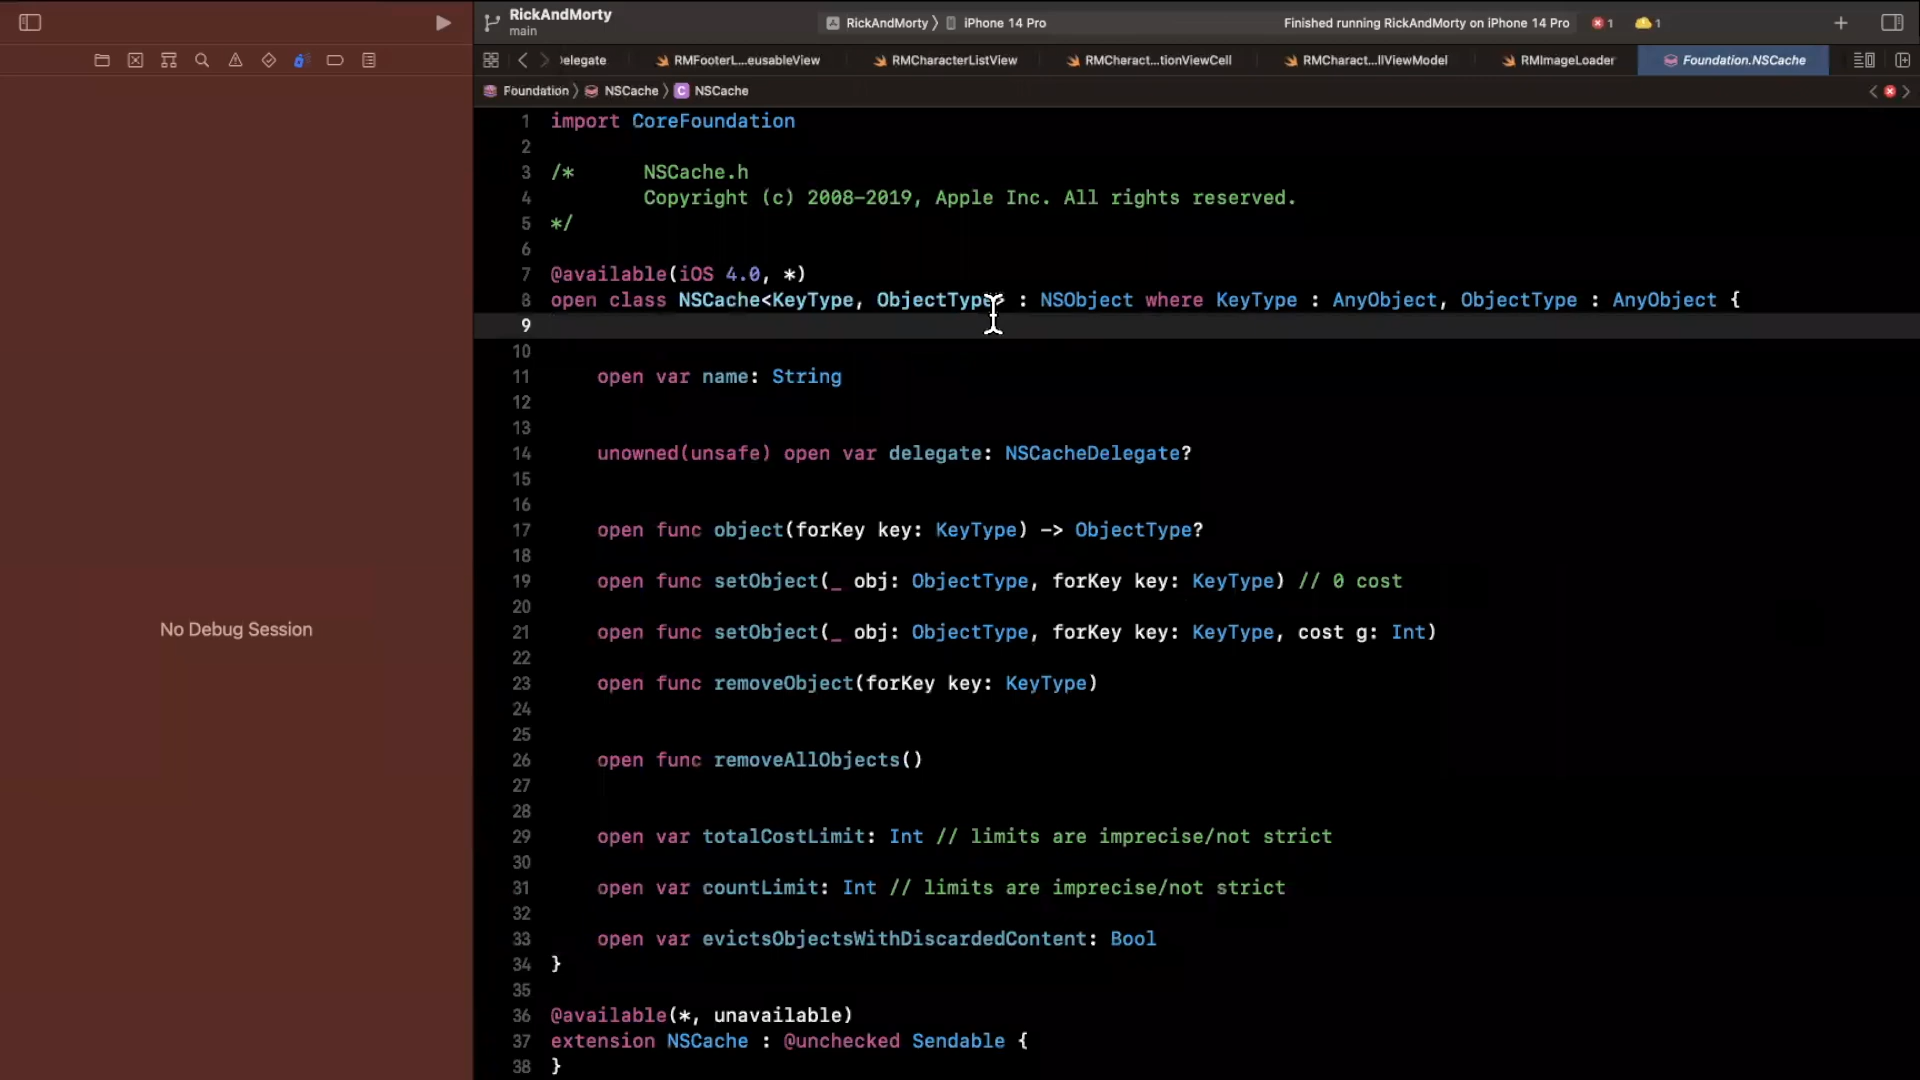 RickAndMorty
main
RickAndMorty
iPhone 14 Pro
Finished running RickAndMorty on iPhone 14 Pro
1
1
elegate
RMFooterL...eusableView
RMCharacterListView
RMCharact...tionViewCell
RMCharact...llViewModel
RMImageLoader
Foundation.NSCache
Foundation
NSCache
C NSCache
1 import CoreFoundation
2
3 /* NSCache.h
4 Copyright (c) 2008-2019, Apple Inc. All rights reserved.
5 */
6
7 @available(iOS 4.0, *)
8 open class NSCache<KeyType, ObjectType> : NSObject where KeyType : AnyObject, ObjectType : AnyObject {
9
10
11 open var name: String
12
13
14 unowned(unsafe) open var delegate: NSCacheDelegate?
15
16
17 open func object(forKey key: KeyType) -> ObjectType?
18
19 open func setObject(_ obj: ObjectType, forKey key: KeyType) // 0 cost
20
21 open func setObject(_ obj: ObjectType, forKey key: KeyType, cost g: Int)
22
23 open func removeObject(forKey key: KeyType)
24
25
26 open func removeAllObjects()
27
28
29 open var totalCostLimit: Int // limits are imprecise/not strict
30
31 open var countLimit: Int // limits are imprecise/not strict
32
33 open var evictsObjectsWithDiscardedContent: Bool
34 }
35
36 @available(*, unavailable)
37 extension NSCache : @unchecked Sendable {
38 }
No Debug Session